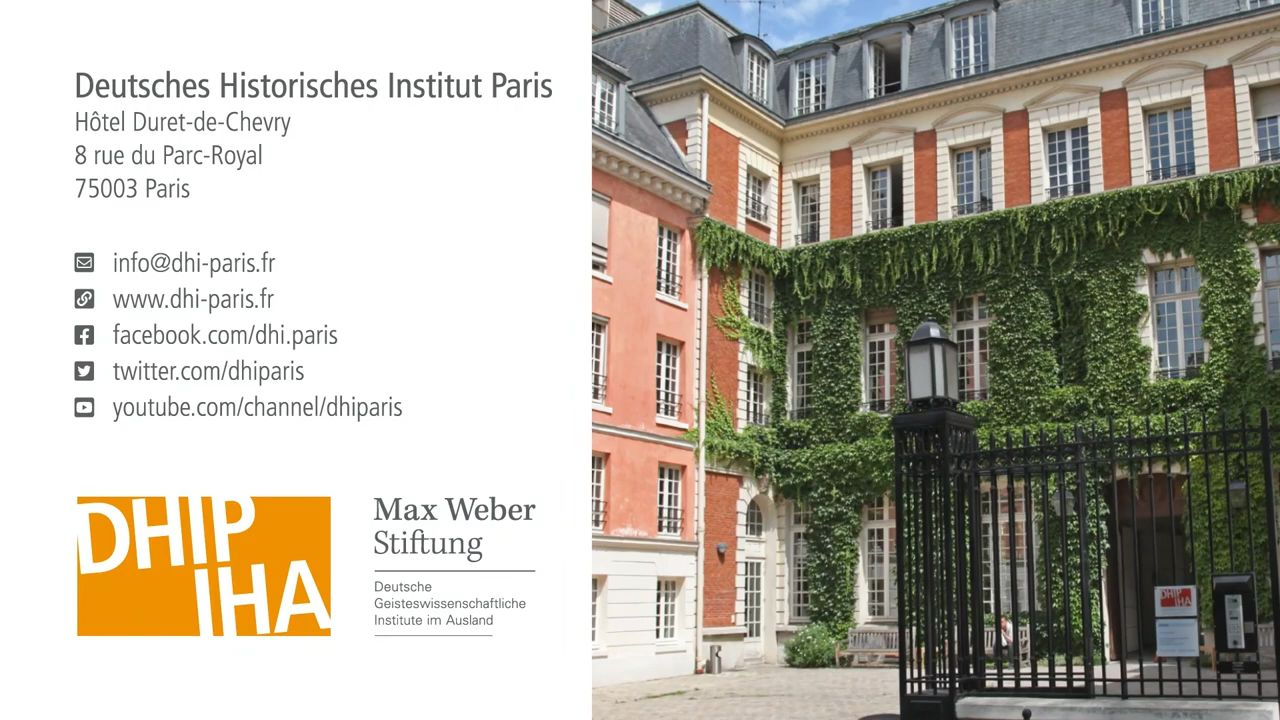 Deutsches Historisches Institut Paris
Hôtel Duret-de-Chevry
8 rue du Parc-Royal
75003 Paris
info@dhi-paris.fr
www.dhi-paris.fr
facebook.com/dhi.paris
twitter.com/dhiparis
youtube.com/channel/dhiparis
DHIP
IHA
Max Weber
Stiftung
Deutsche
Geisteswissenschaftliche
Institute im Ausland
DHIP
IHA